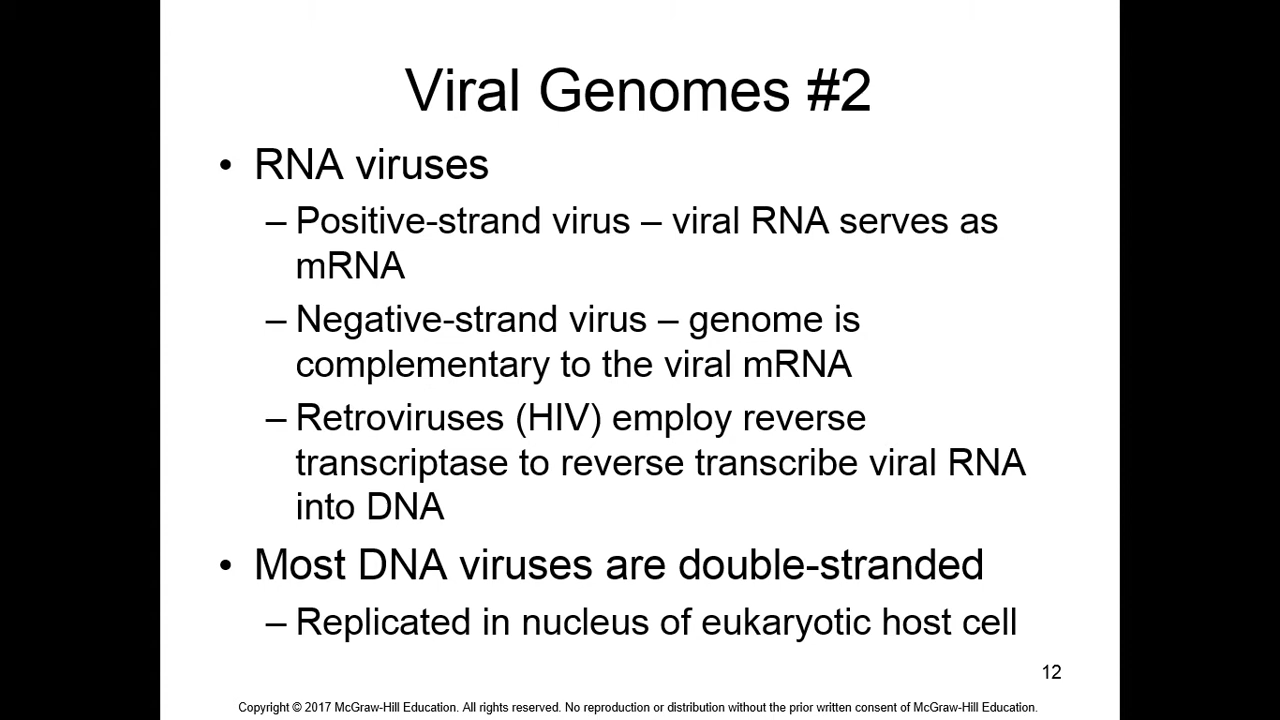 Viral Genomes #2
• RNA viruses
– Positive-strand virus – viral RNA serves as
mRNA
– Negative-strand virus – genome is
complementary to the viral mRNA
– Retroviruses (HIV) employ reverse
transcriptase to reverse transcribe viral RNA
into DNA
• Most DNA viruses are double-stranded
– Replicated in nucleus of eukaryotic host cell
12
Copyright © 2017 McGraw-Hill Education. All rights reserved. No reproduction or distribution without the prior written consent of McGraw-Hill Education.